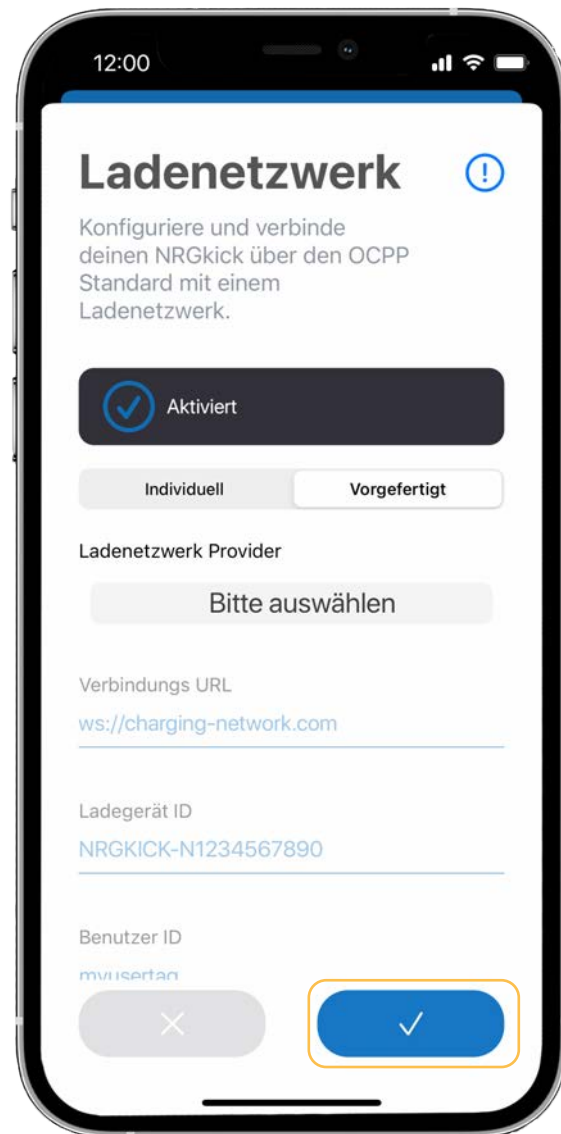 12:00
Ladenetzwerk
Konfiguriere und verbinde
deinen NRGkick über den OCPP
Standard mit einem
Ladenetzwerk.
Aktiviert
Individuell Vorgefertigt
Ladenetzwerk Provider
Bitte auswählen
Verbindungs URL
ws://charging-network.com
Ladegerät ID
NRGKICK-N1234567890
Benutzer ID
myusertag